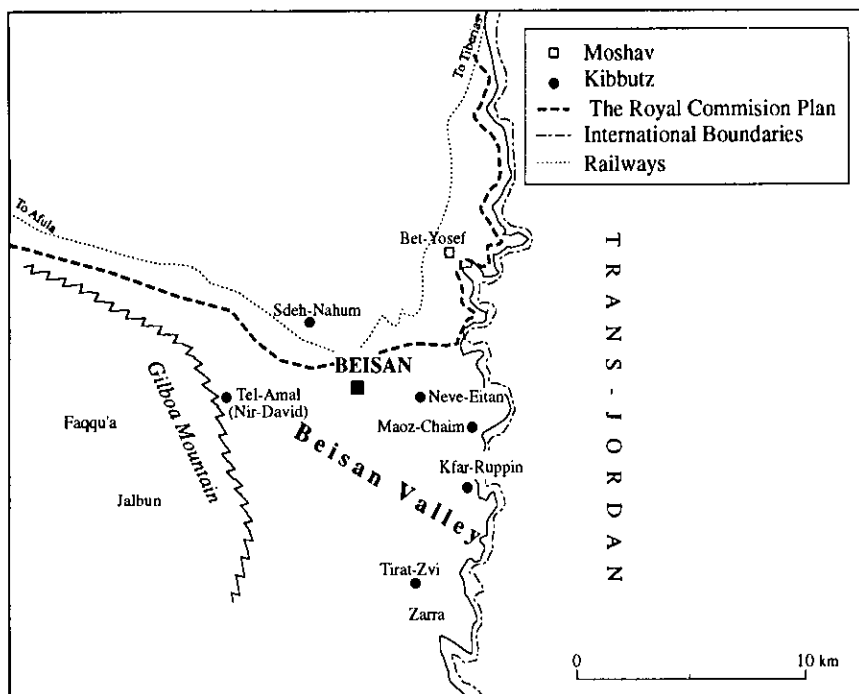 To Tiberias
Moshav
Kibbutz
The Royal Commision Plan
International Boundaries
Railways
To Afula
Bet-Yosef
Sdeh-Nahum
BEISAN
Gilboa Mountain
Tel-Amal
(Nir-David)
Neve-Eitan
Faqqu'a
Maoz-Chaim
Beisan Valley
Kfar-Ruppin
Jalbun
TRANS-JORDAN
Tirat-Zvi
Zarra
0 10 km